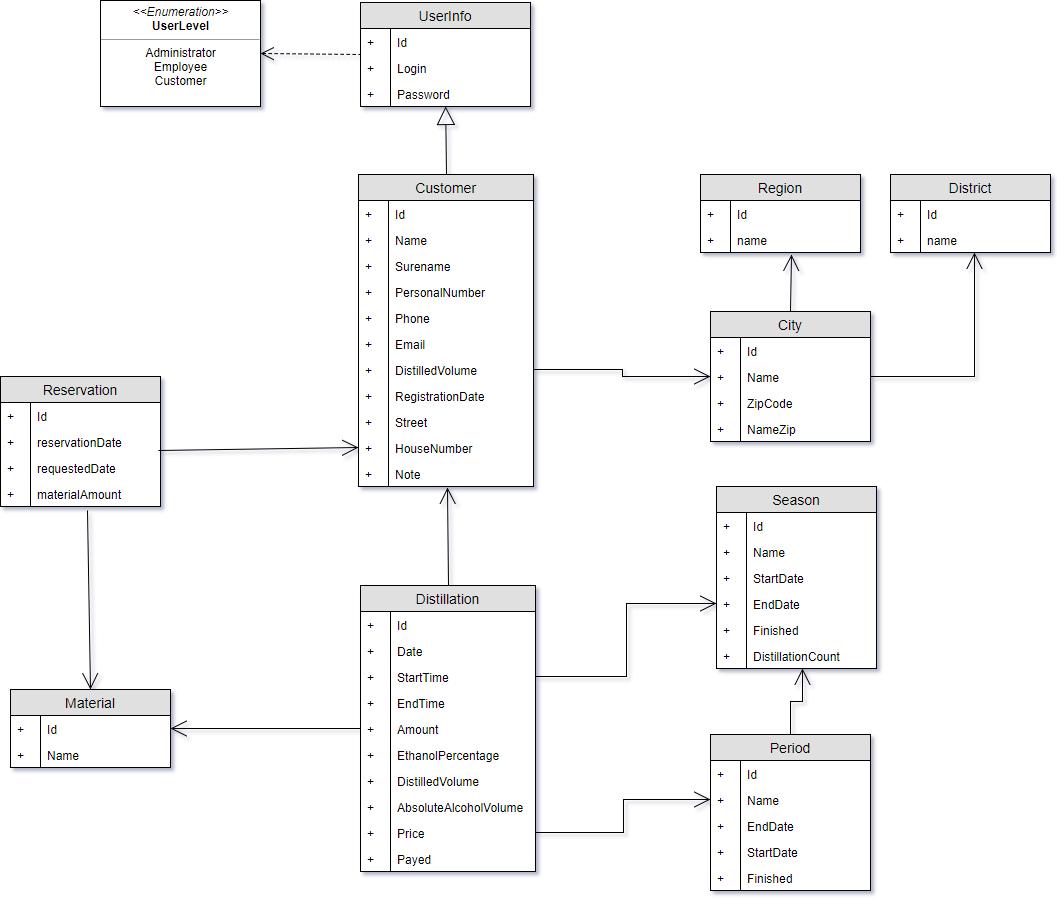 <<Enumeration>>
UserLevel
Administrator
Employee
Customer
UserInfo
+ Id
+ Login
+ Password
Customer
+ Id
+ Name
+ Surename
+ PersonalNumber
+ Phone
+ Email
+ DistilledVolume
+ RegistrationDate
+ Street
+ HouseNumber
+ Note
Region
+ Id
+ name
District
+ Id
+ name
City
+ Id
+ Name
+ ZipCode
+ NameZip
Reservation
+ Id
+ reservationDate
+ requestedDate
+ materialAmount
Season
+ Id
+ Name
+ StartDate
+ EndDate
+ Finished
+ DistillationCount
Distillation
+ Id
+ Date
+ StartTime
+ EndTime
+ Amount
+ EthanolPercentage
+ DistilledVolume
+ AbsoluteAlcoholVolume
+ Price
+ Payed
Material
+ Id
+ Name
Period
+ Id
+ Name
+ EndDate
+ StartDate
+ Finished